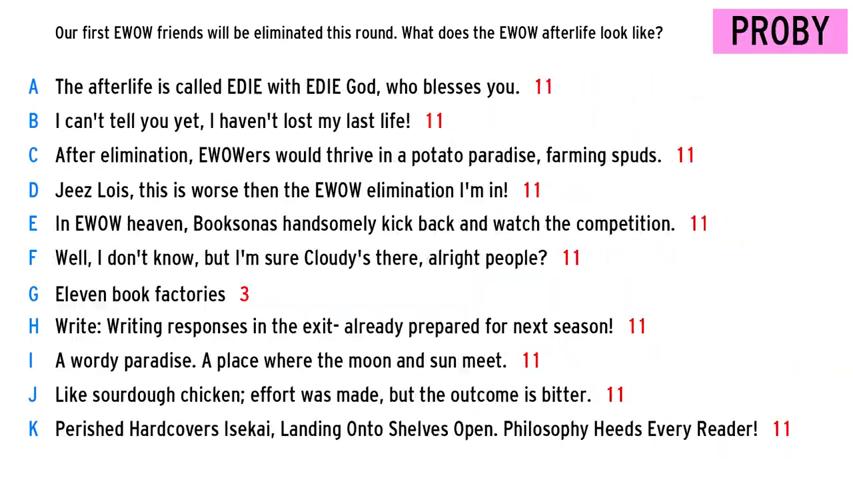 Our first EWOW friends will be eliminated this round. What does the EWOW afterlife look like?
PROBY
A The afterlife is called EDIE with EDIE God, who blesses you. 11
B I can't tell you yet, I haven't lost my last life! 11
C After elimination, EWOWers would thrive in a potato paradise, farming spuds. 11
D Jeez Lois, this is worse then the EWOW elimination I'm in! 11
E In EWOW heaven, Booksonas handsomely kick back and watch the competition. 11
F Well, I don't know, but I'm sure Cloudy's there, alright people? 11
G Eleven book factories 3
H Write: Writing responses in the exit- already prepared for next season! 11
I A wordy paradise. A place where the moon and sun meet. 11
J Like sourdough chicken; effort was made, but the outcome is bitter. 11
K Perished Hardcovers Isekai, Landing Onto Shelves Open. Philosophy Heeds Every Reader! 11